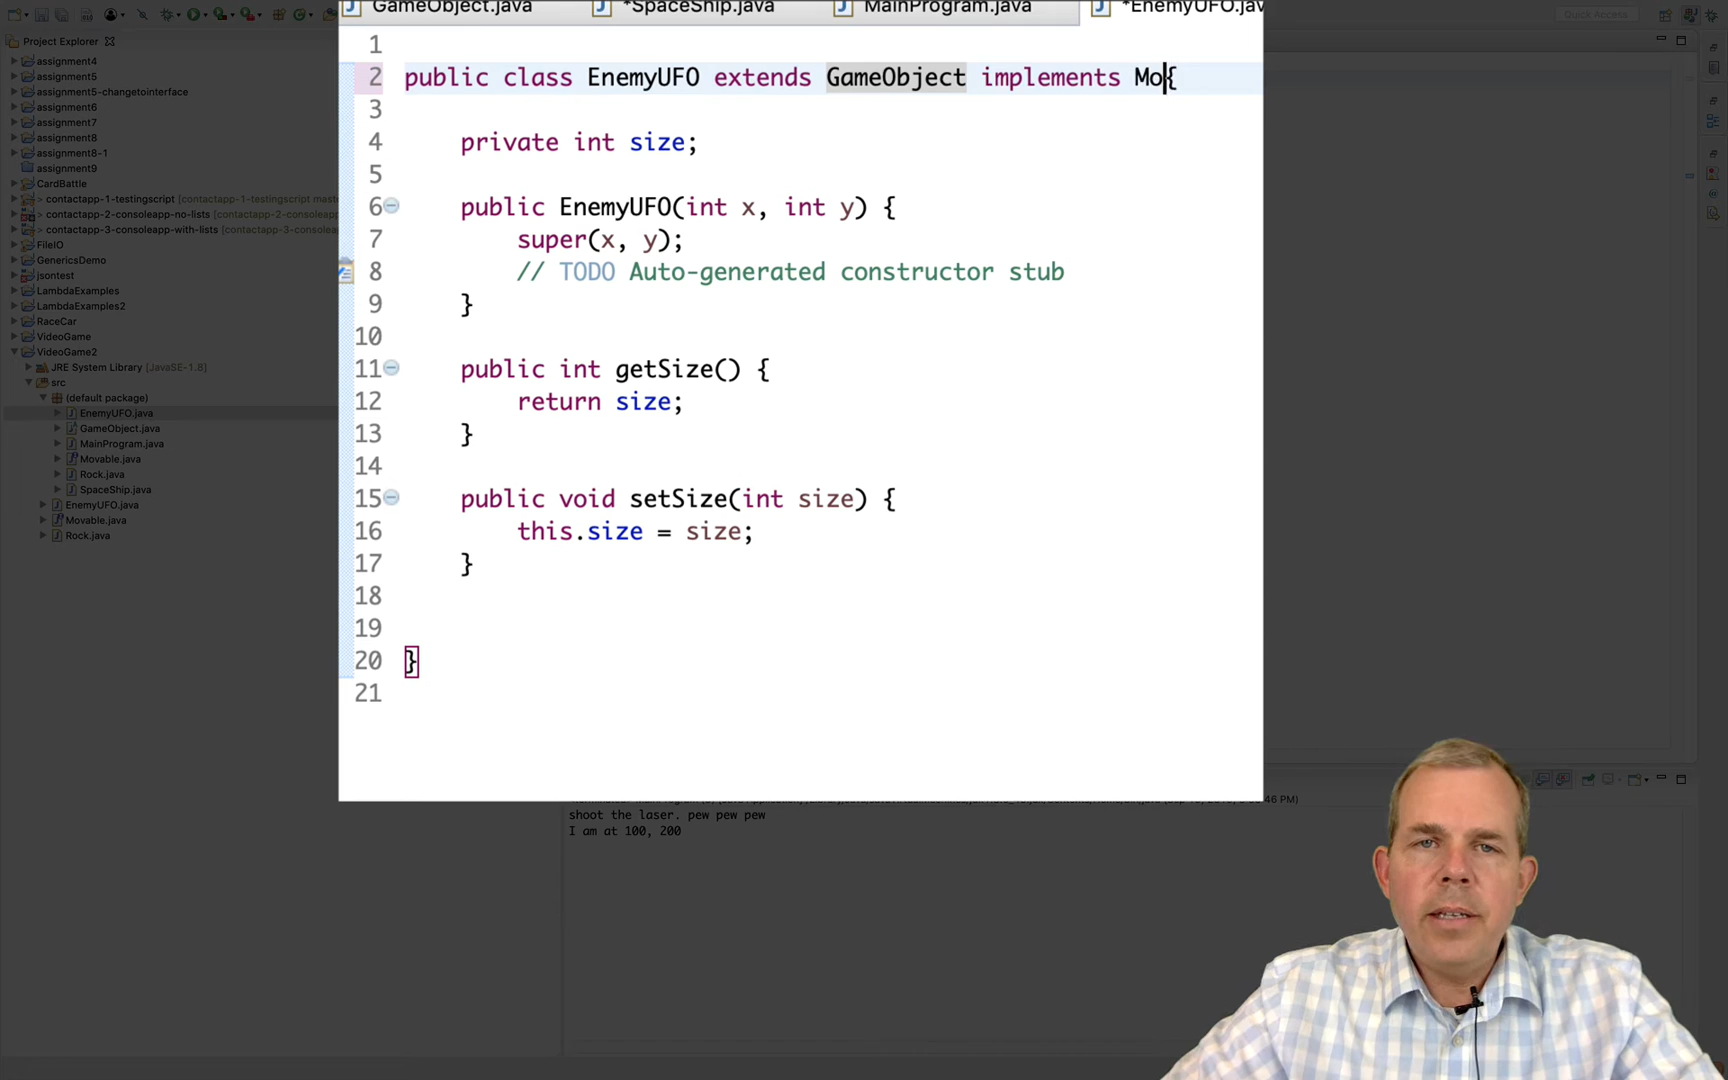 GameObject.java *SpaceShip.java MainProgram.java *EnemyUFO.jav
Quick Access
Project Explorer
assignment4
assignment5
assignment5-changetointerface
assignment6
assignment7
assignment8
assignment8-1
assignment9
CardBattle
contactapp-1-testingscript [contactapp-1-testingscript mast
contactapp-2-consoleapp-no-lists [contactapp-2-console
contactapp-3-consoleapp-with-lists [contactapp-3-consol
FileIO
GenericsDemo
jsontest
LambdaExamples
LambdaExamples2
RaceCar
VideoGame
VideoGame2
JRE System Library [JavaSE-1.8]
src
(default package)
EnemyUFO.java
GameObject.java
MainProgram.java
Movable.java
Rock.java
SpaceShip.java
EnemyUFO.java
Movable.java
Rock.java
1
2 public class EnemyUFO extends GameObject implements Mo{
3
4 private int size;
5
6 public EnemyUFO(int x, int y) {
7 super(x, y);
8 // TODO Auto-generated constructor stub
9 }
10
11 public int getSize() {
12 return size;
13 }
14
15 public void setSize(int size) {
16 this.size = size;
17 }
18
19
20 }
21
46 PM)
shoot the laser. pew pew pew
I am at 100, 200